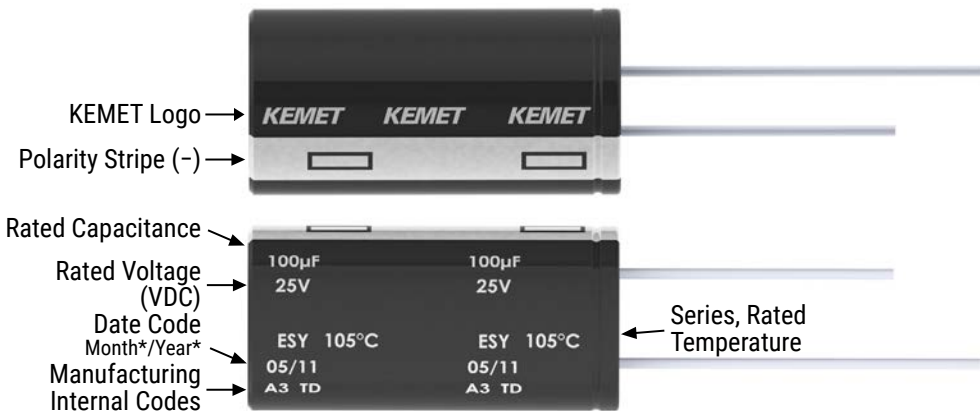 KEMET Logo
KEMET KEMET KEMET
Polarity Stripe (−)
Rated Capacitance
100µF 100µF
Rated Voltage
(VDC)
25V 25V
Date Code
Month*/Year*
ESY 105°C ESY 105°C
Series, Rated
Temperature
05/11 05/11
Manufacturing
Internal Codes
A3 TD A3 TD